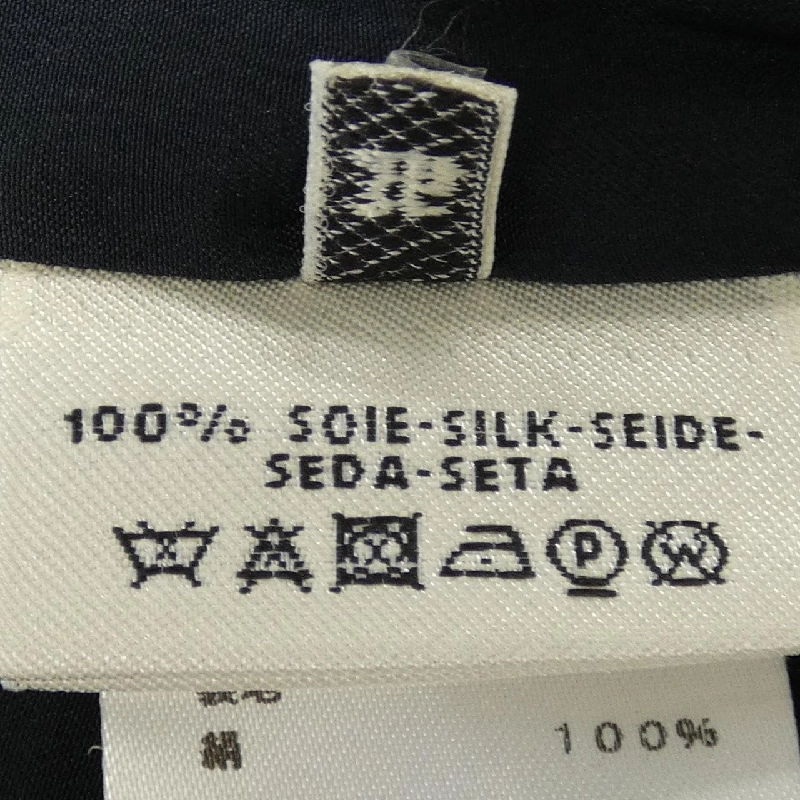 100% SOIE-SILK-SEIDE-
SEDA-SETA
P W
絹 100%